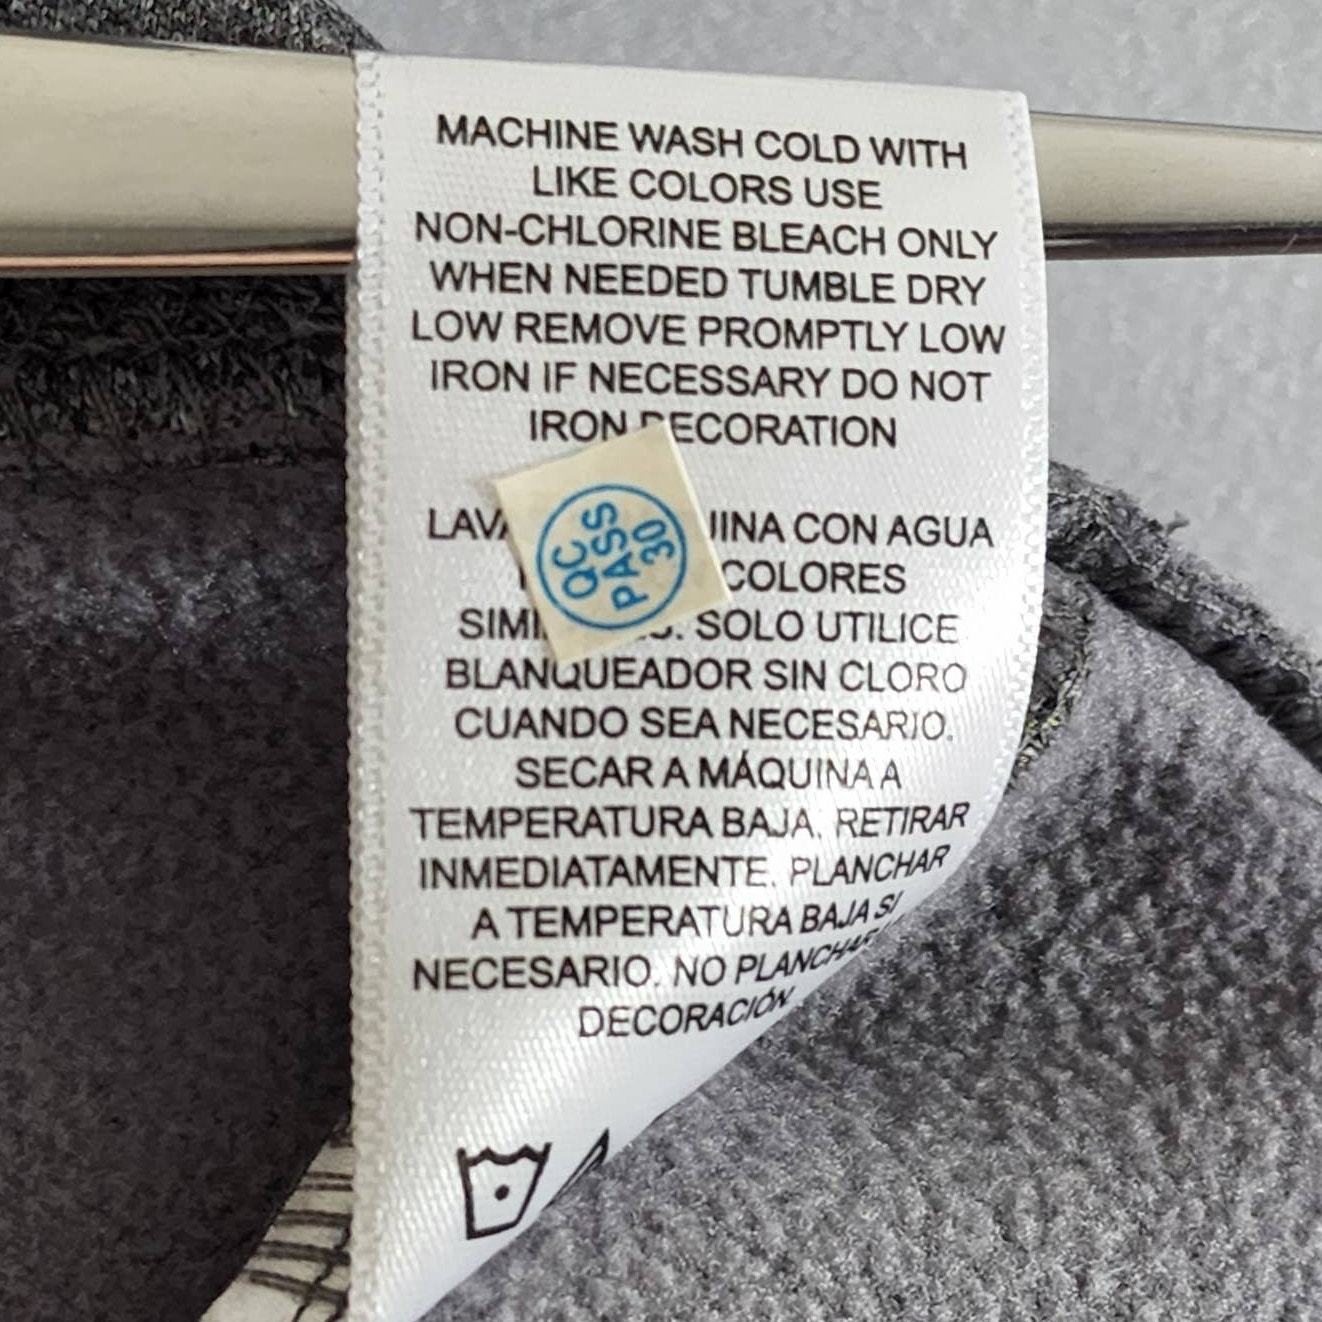 MACHINE WASH COLD WITH
LIKE COLORS USE
NON-CHLORINE BLEACH ONLY
WHEN NEEDED TUMBLE DRY
LOW REMOVE PROMPTLY LOW
IRON IF NECESSARY DO NOT
IRON DECORATION
QC
PASS
30
CON AGUA
COLORES
SOLO UTILICE
BLANQUEADOR SIN CLORO
CUANDO SEA NECESARIO.
SECAR A MÁQUINA A
TEMPERATURA BAJA. RETIRAR
INMEDIATAMENTE. PLANCHAR
A TEMPERATURA BAJA SI
NECESARIO. NO PLANCHAR
DECORACIÓN.